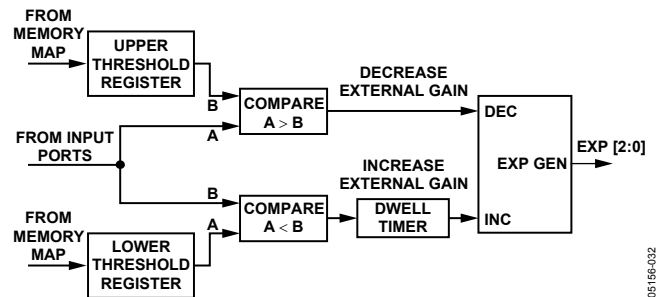 FROM
MEMORY
MAP
UPPER
THRESHOLD
REGISTER
B
A
COMPARE
A > B
DECREASE
EXTERNAL GAIN
DEC
FROM INPUT
PORTS
EXP GEN
EXP [2:0]
B
A
COMPARE
A < B
INCREASE
EXTERNAL GAIN
DWELL
TIMER
INC
FROM
MEMORY
MAP
LOWER
THRESHOLD
REGISTER
05156-032